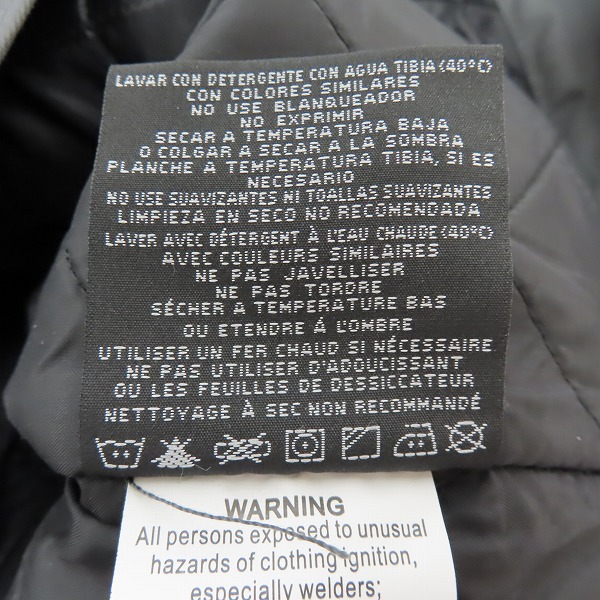 LAVAR CON DETERGENTE CON AGUA TIBIA (40°C)
CON COLORES SIMILARES
NO USE BLANQUEADOR
NO EXPRIMIR
SECAR A TEMPERATURA BAJA
O COLGAR A SECAR A LA SOMBRA
PLANCHE A TEMPERATURA TIBIA, SI ES
NECESARIO
NO USE SUAVIZANTES NI TOALLAS SUAVIZANTES
LIMPIEZA EN SECO NO RECOMENDADA
LAVER AVEC DÉTERGENT À L'EAU CHAUDE (40°C)
AVEC COULEURS SIMILAIRES
NE PAS JAVELLISER
NE PAS TORDRE
SÉCHER A TEMPERATURE BAS
OU ETENDRE À L'OMBRE
UTILISER UN FER CHAUD SI NÉCESSAIRE
NE PAS UTILISER D'ADOUCISSANT
OU LES FEUILLES DE DESSICCATEUR
NETTOYAGE À SEC NON RECOMMANDÉ
WARNING
All persons exposed to unusual
hazards of clothing ignition,
especially welders;